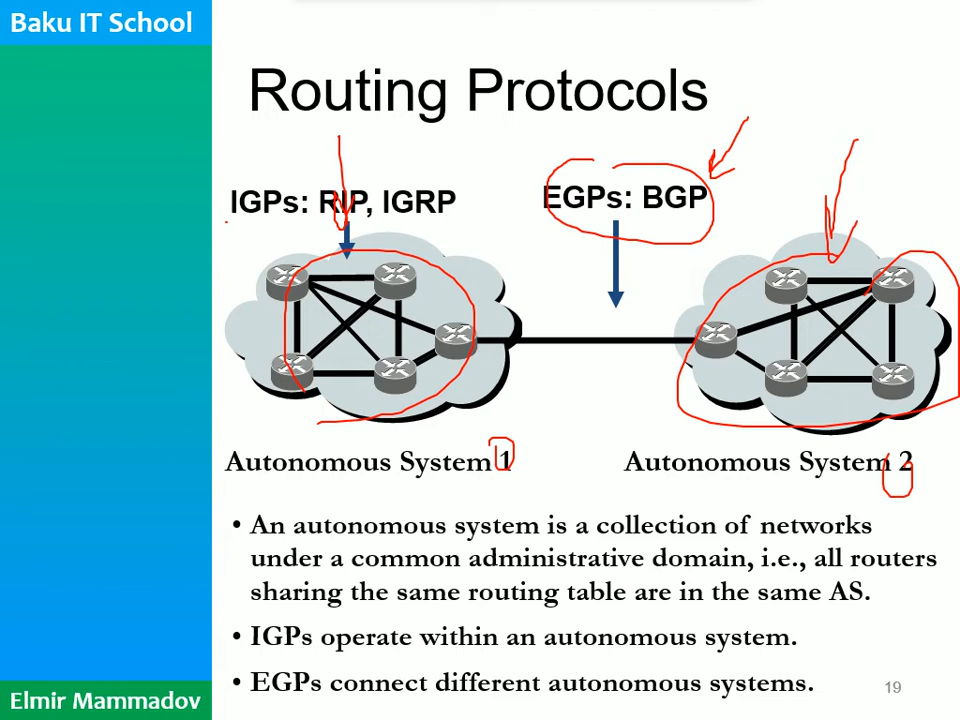 Baku IT School
Routing Protocols
IGPs: RIP, IGRP
EGPs: BGP
Autonomous System 1
Autonomous System 2
• An autonomous system is a collection of networks
under a common administrative domain, i.e., all routers
sharing the same routing table are in the same AS.
• IGPs operate within an autonomous system.
• EGPs connect different autonomous systems.
Elmir Mammadov
19